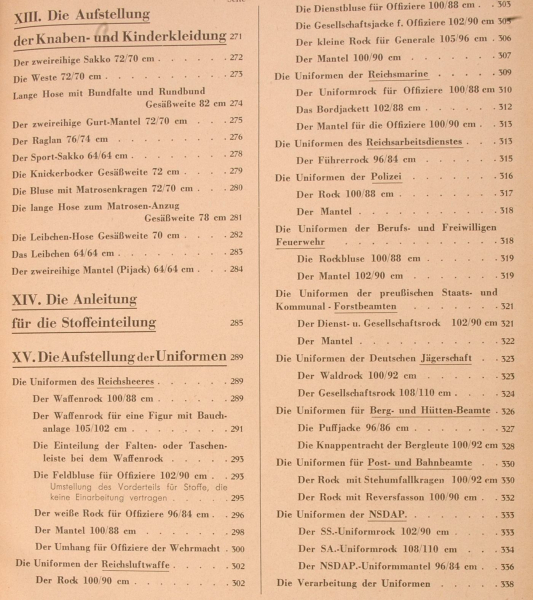 XIII. Die Aufstellung
der Knaben- und Kinderkleidung 271
Der zweireihige Sakko 72/70 cm . . . . . 272
Die Weste 72/70 cm . . . . . . . . . 273
Lange Hose mit Bundfalte und Rundbund
Gesäßweite 82 cm 274
Der zweireihige Gurt-Mantel 72/70 cm . . . 275
Der Raglan 76/74 cm . . . . . . . . 276
Der Sport-Sakko 64/64 cm . . . . . . . 278
Die Knickerbocker Gesäßweite 72 cm . . . . 279
Die Bluse mit Matrosenkragen 72/70 cm . . . 280
Die lange Hose zum Matrosen-Anzug
Gesäßweite 78 cm 281
Die Leibchen-Hose Gesäßweite 70 cm . . . . 282
Das Leibchen 64/64 cm . . . . . . . . 283
Der zweireihige Mantel (Pijack) 64/64 cm . . . 284
XIV. Die Anleitung
für die Stoffeinteilung 285
XV. Die Aufstellung der Uniformen 289
Die Uniformen des Reichsheeres . . . . . . 289
Der Waffenrock 100/88 cm . . . . . . 289
Der Waffenrock für eine Figur mit Bauch-
anlage 105/102 cm . . . . . . . . 291
Die Einteilung der Falten- oder Taschen-
leiste bei dem Waffenrock . . . . . . 293
Die Feldbluse für Offiziere 102/90 cm . . . 293
Umstellung des Vorderteils für Stoffe, die
keine Einarbeitung vertragen . . . . . 295
Der weiße Rock für Offiziere 96/84 cm . . . 296
Der Mantel 100/88 cm . . . . . . . 298
Der Umhang für Offiziere der Wehrmacht . 300
Die Uniformen der Reichsluftwaffe . . . . . 302
Der Rock 100/90 cm . . . . . . . . 302
Die Dienstbluse für Offiziere 100/88 cm . . 303
Die Gesellschaftsjacke f. Offiziere 102/90 cm 305
Der kleine Rock für Generale 105/96 cm . . 306
Der Mantel 100/90 cm . . . . . . . 307
Die Uniformen der Reichsmarine . . . . . 309
Der Uniformrock für Offiziere 100/88 cm 310
Das Bordjackett 102/88 cm . . . . . . 312
Der Mantel für die Offiziere 100/90 cm . . 313
Die Uniformen des Reichsarbeitsdienstes . . . 313
Der Führerrock 96/84 cm . . . . . . 315
Die Uniformen der Polizei . . . . . . . 316
Der Rock 100/88 cm . . . . . . . . 317
Der Mantel . . . . . . . . . . 318
Die Uniformen der Berufs- und Freiwilligen
Feuerwehr . . . . . . . . . . . 318
Die Rockbluse 100/88 cm . . . . . . 319
Der Mantel 102/90 cm . . . . . . . 319
Die Uniformen der preußischen Staats- und
Kommunal-Forstbeamten . . . . . . . 321
Der Dienst- u. Gesellschaftsrock 102/90 cm 321
Der Mantel . . . . . . . . . . 322
Die Uniformen der Deutschen Jägerschaft . . 323
Der Waldrock 100/92 cm . . . . . . . 323
Der Gesellschaftsrock 108/110 cm . . . . 324
Die Uniformen für Berg- und Hütten-Beamte . 326
Die Puffjacke 96/86 cm . . . . . . . 327
Die Knappentracht der Bergleute 100/92 cm 328
Die Uniformen für Post- und Bahnbeamte . . 330
Der Rock mit Stehumfallkragen 100/92 cm 330
Der Rock mit Reversfasson 100/90 cm . . 332
Die Uniformen der NSDAP. . . . . . . . 333
Der SS.-Uniformrock 102/90 cm . . . . 333
Der SA.-Uniformrock 108/110 cm . . . . 334
Der NSDAP.-Uniformmantel 96/84 cm . . 336
Die Verarbeitung der Uniformen . . . . . 338